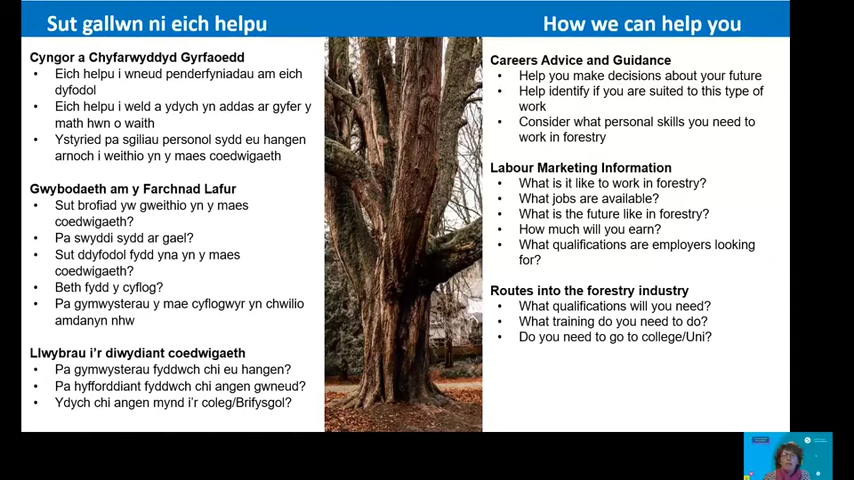 Sut gallwn ni eich helpu
Cyngor a Chyfarwyddyd Gyrfaoedd
• Eich helpu i wneud penderfyniadau am eich
dyfodol
• Eich helpu i weld a ydych yn addas ar gyfer y
math hwn o waith
• Ystyried pa sgiliau personol sydd eu hangen
arnoch i weithio yn y maes coedwigaeth
Gwybodaeth am y Farchnad Lafur
• Sut brofiad yw gweithio yn y maes
coedwigaeth?
• Pa swyddi sydd ar gael?
• Sut ddyfodol fydd yna yn y maes
coedwigaeth?
• Beth fydd y cyflog?
• Pa gymwysterau y mae cyflogwyr yn chwilio
amdanyn nhw
Llwybrau i'r diwydiant coedwigaeth
• Pa gymwysterau fyddwch chi eu hangen?
• Pa hyfforddiant fyddwch chi angen gwneud?
• Ydych chi angen mynd i'r coleg/Brifysgol?
How we can help you
Careers Advice and Guidance
• Help you make decisions about your future
• Help identify if you are suited to this type of
work
• Consider what personal skills you need to
work in forestry
Labour Marketing Information
• What is it like to work in forestry?
• What jobs are available?
• What is the future like in forestry?
• How much will you earn?
• What qualifications are employers looking
for?
Routes into the forestry industry
• What qualifications will you need?
• What training do you need to do?
• Do you need to go to college/Uni?